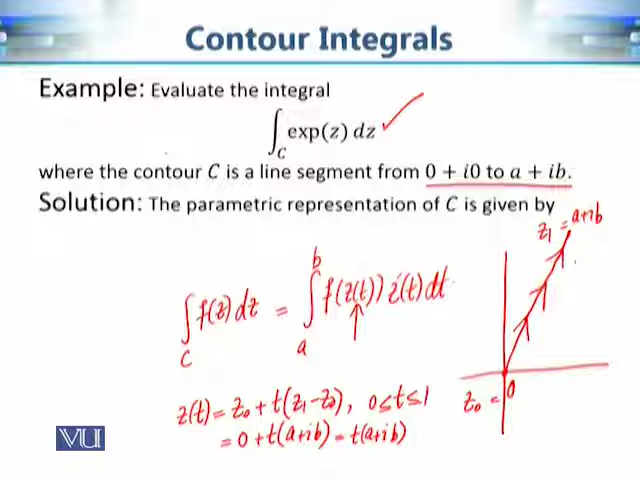 Contour Integrals
Example: Evaluate the integral
∫_C exp(z) dz
where the contour C is a line segment from 0 + i0 to a + ib.
Solution: The parametric representation of C is given by
z₁ = a+ib
∫_C f(z) dz = ∫_a^b f(z(t)) z'(t) dt
z₀ = 0
z(t) = z₀ + t(z₁ − z₀), 0≤t≤1
= 0 + t(a+ib) = t(a+ib)
VU